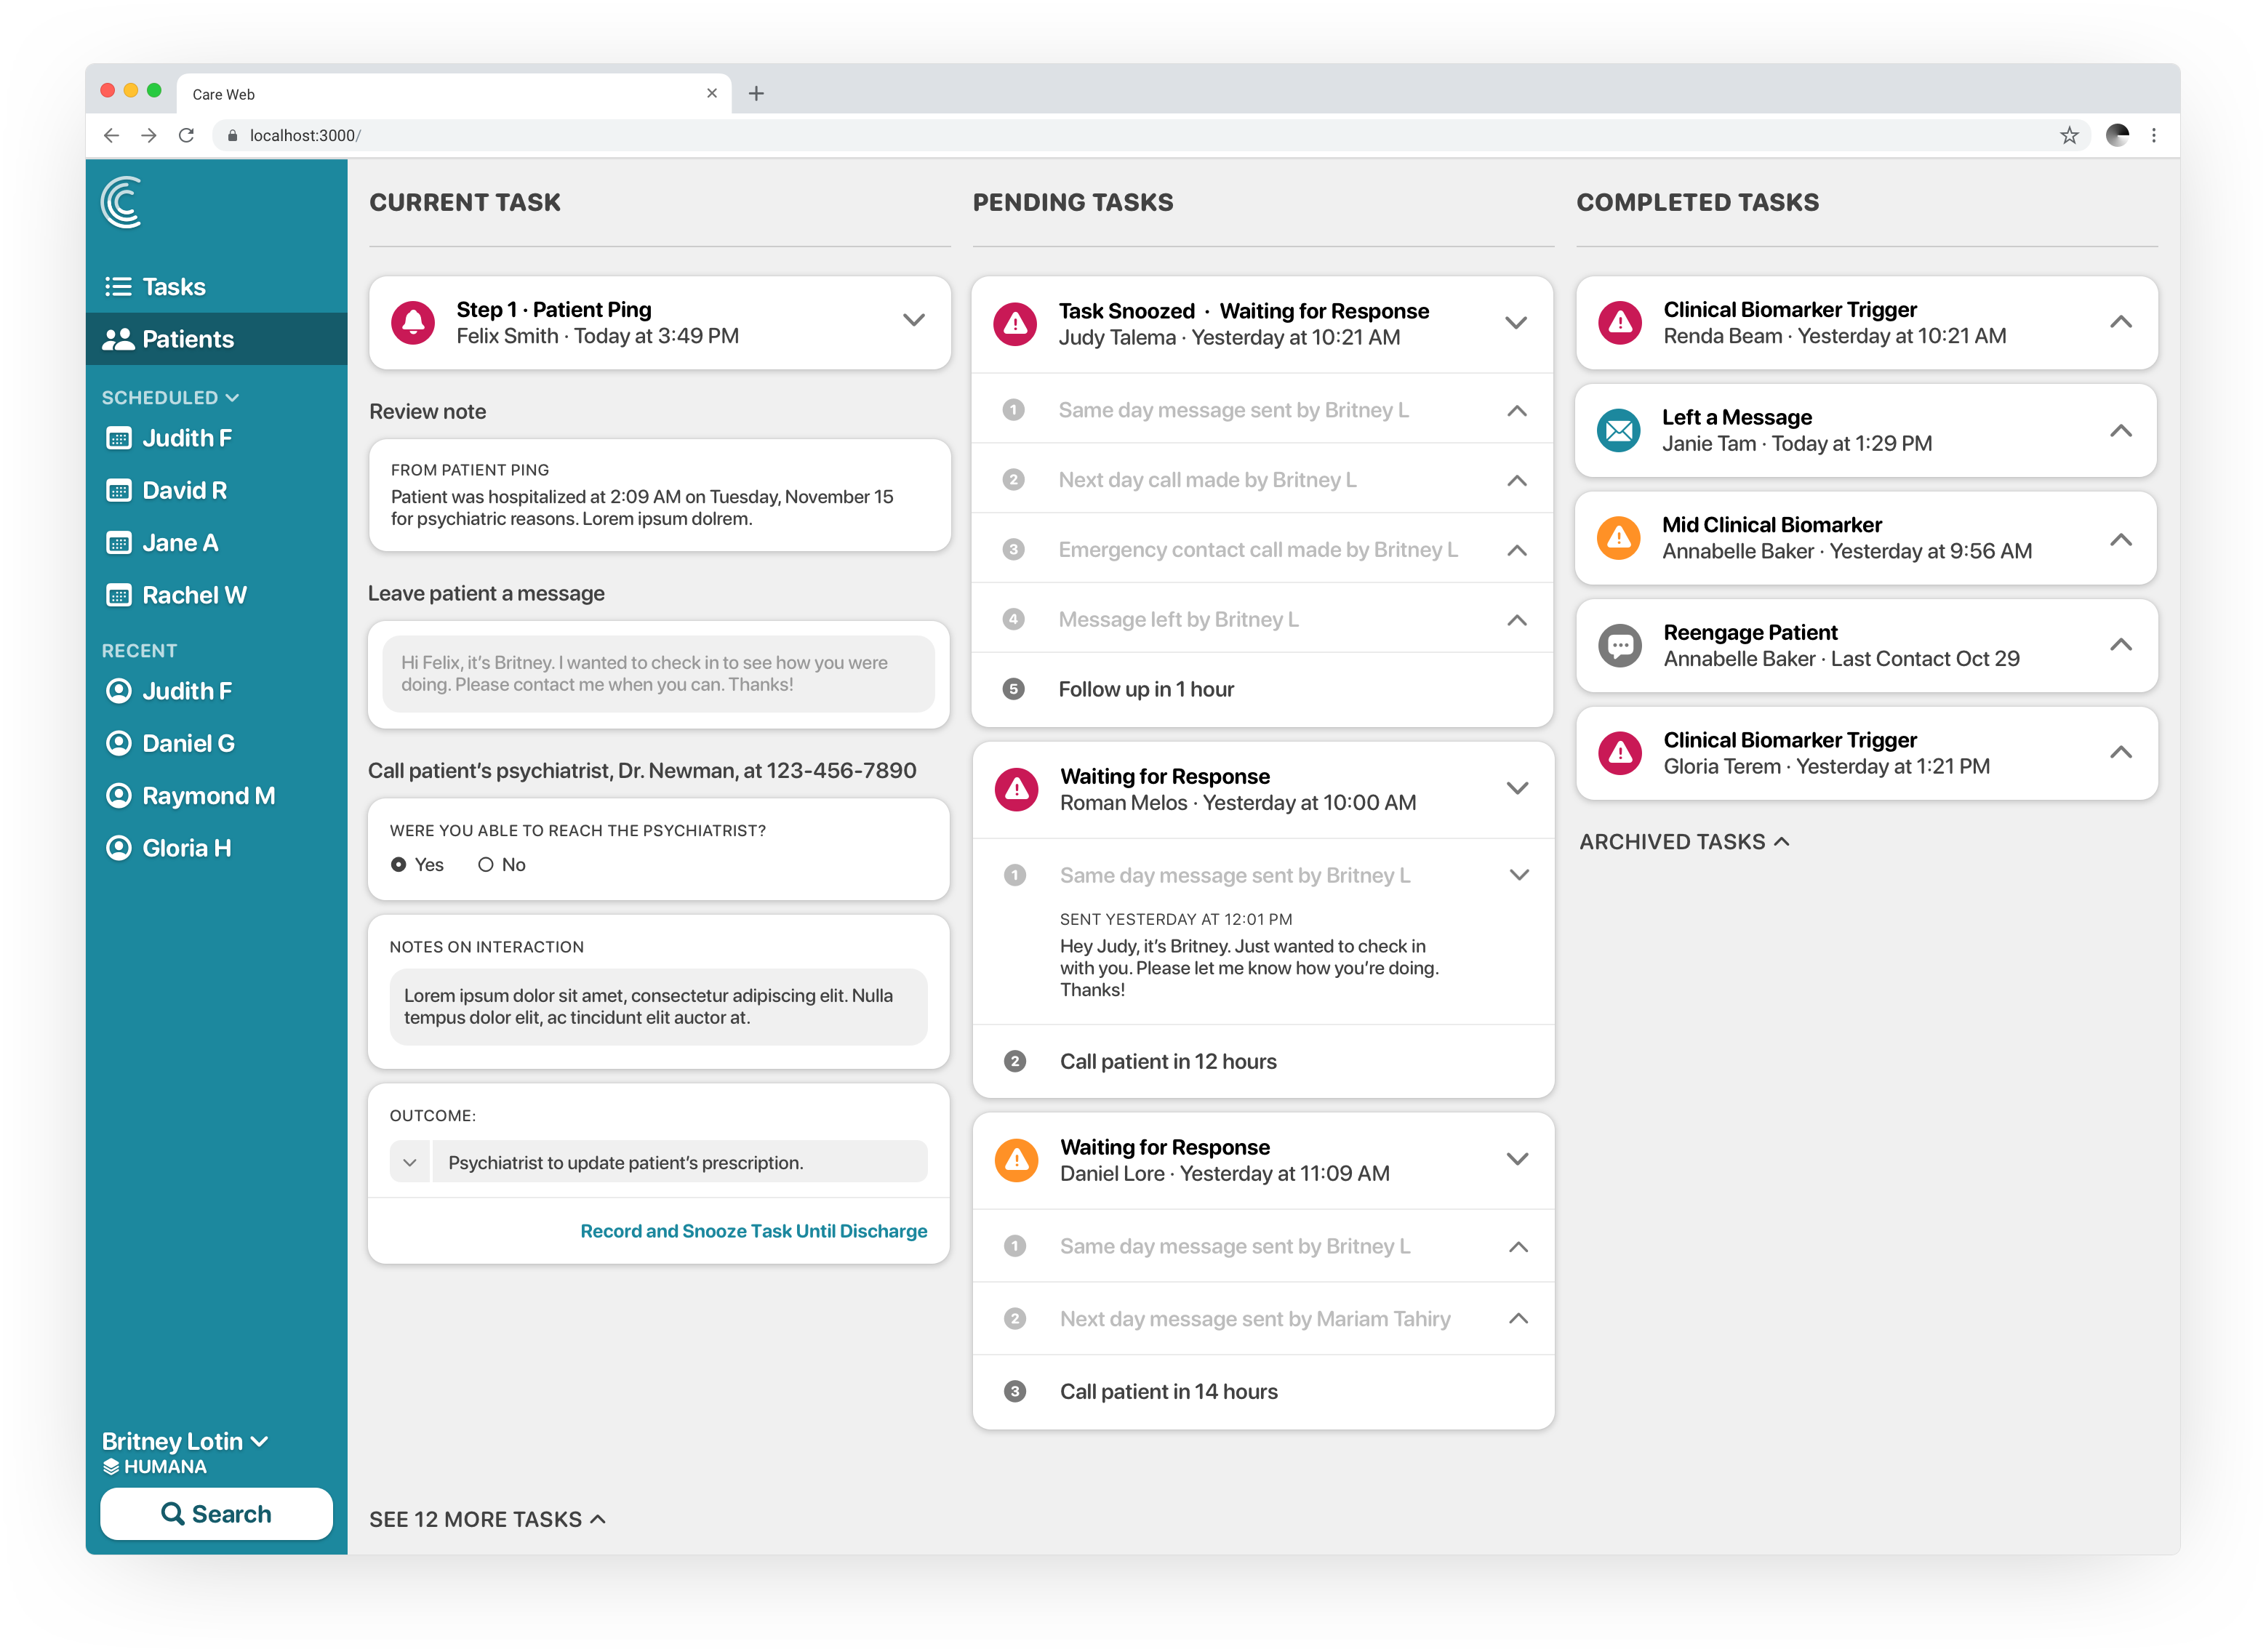 Care Web
localhost:3000/
Tasks
Patients
SCHEDULED
Judith F
David R
Jane A
Rachel W
RECENT
Judith F
Daniel G
Raymond M
Gloria H
Britney Lotin
HUMANA
Search
CURRENT TASK
Step 1 · Patient Ping
Felix Smith · Today at 3:49 PM
Review note
FROM PATIENT PING
Patient was hospitalized at 2:09 AM on Tuesday, November 15
for psychiatric reasons. Lorem ipsum dolrem.
Leave patient a message
Hi Felix, it’s Britney. I wanted to check in to see how you were
doing. Please contact me when you can. Thanks!
Call patient’s psychiatrist, Dr. Newman, at 123-456-7890
WERE YOU ABLE TO REACH THE PSYCHIATRIST?
Yes No
NOTES ON INTERACTION
Lorem ipsum dolor sit amet, consectetur adipiscing elit. Nulla
tempus dolor elit, ac tincidunt elit auctor at.
OUTCOME:
Psychiatrist to update patient’s prescription.
Record and Snooze Task Until Discharge
SEE 12 MORE TASKS
PENDING TASKS
Task Snoozed · Waiting for Response
Judy Talema · Yesterday at 10:21 AM
1 Same day message sent by Britney L
2 Next day call made by Britney L
3 Emergency contact call made by Britney L
4 Message left by Britney L
5 Follow up in 1 hour
Waiting for Response
Roman Melos · Yesterday at 10:00 AM
1 Same day message sent by Britney L
SENT YESTERDAY AT 12:01 PM
Hey Judy, it’s Britney. Just wanted to check in
with you. Please let me know how you’re doing.
Thanks!
2 Call patient in 12 hours
Waiting for Response
Daniel Lore · Yesterday at 11:09 AM
1 Same day message sent by Britney L
2 Next day message sent by Mariam Tahiry
3 Call patient in 14 hours
COMPLETED TASKS
Clinical Biomarker Trigger
Renda Beam · Yesterday at 10:21 AM
Left a Message
Janie Tam · Today at 1:29 PM
Mid Clinical Biomarker
Annabelle Baker · Yesterday at 9:56 AM
Reengage Patient
Annabelle Baker · Last Contact Oct 29
Clinical Biomarker Trigger
Gloria Terem · Yesterday at 1:21 PM
ARCHIVED TASKS